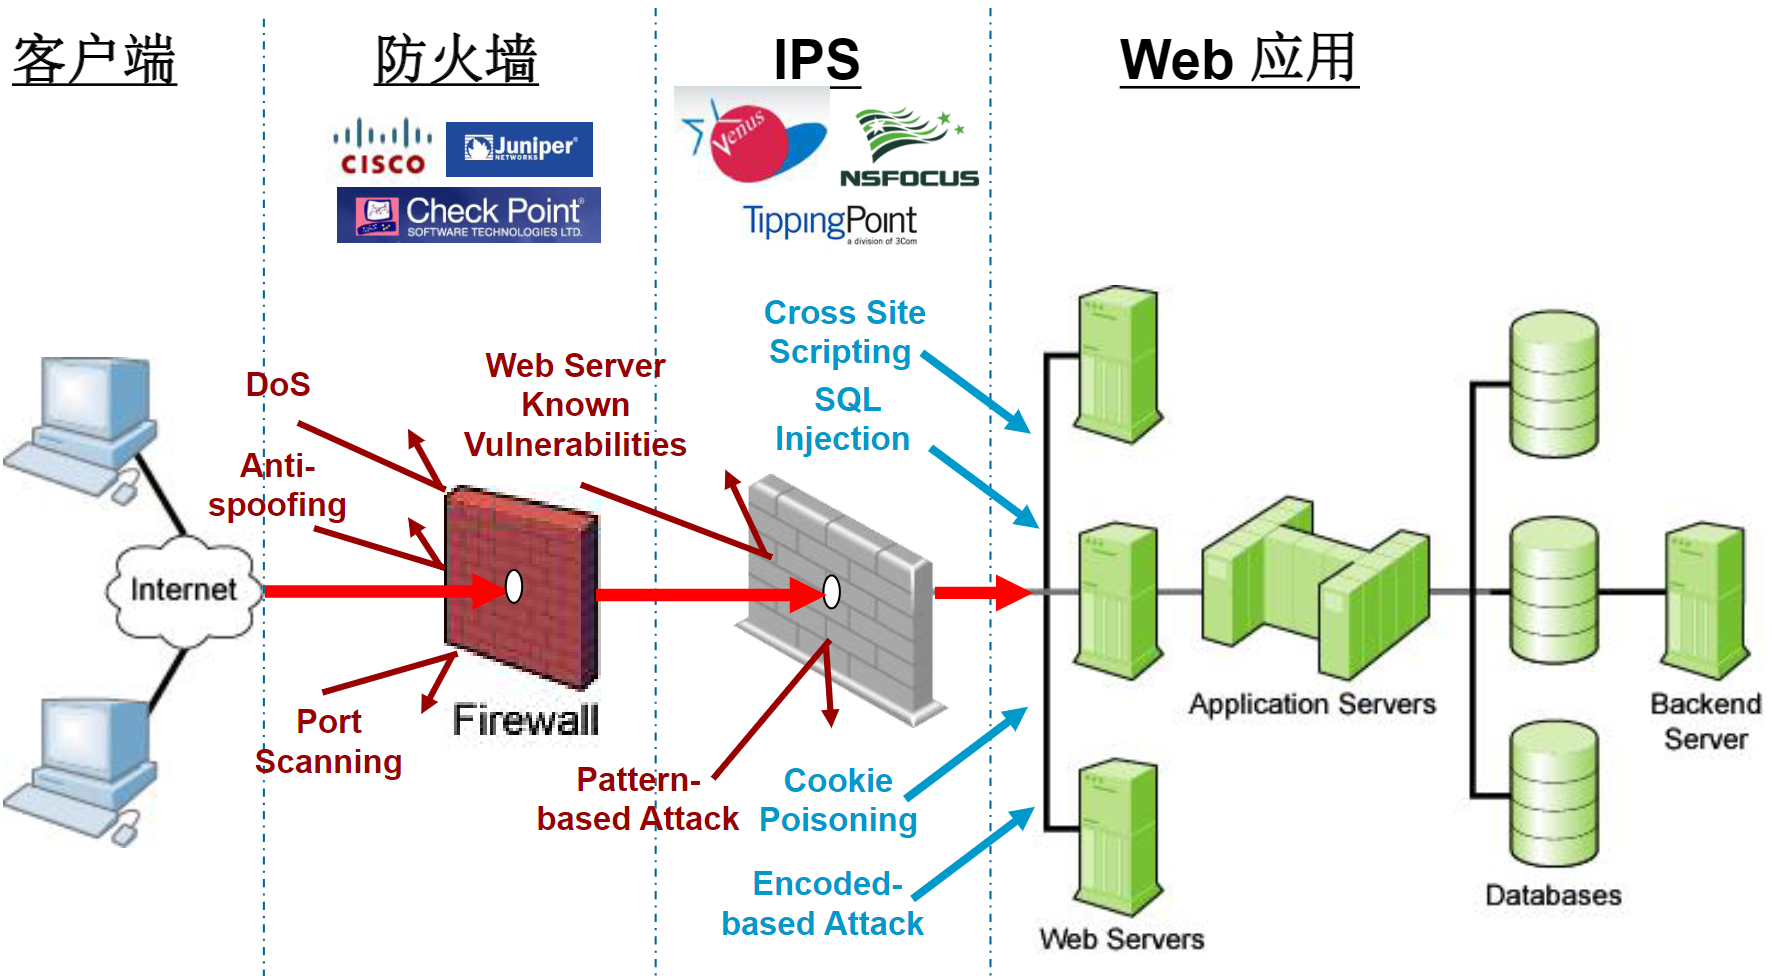 客户端
防火墙
IPS
Web 应用
CISCO
Juniper
NETWORKS
Check Point
SOFTWARE TECHNOLOGIES LTD.
Venus
NSFOCUS
TippingPoint
a division of 3Com
DoS
Anti-
spoofing
Port
Scanning
Internet
Firewall
Web Server
Known
Vulnerabilities
Pattern-
based Attack
Cross Site
Scripting
SQL
Injection
Cookie
Poisoning
Encoded-
based Attack
Web Servers
Application Servers
Databases
Backend
Server